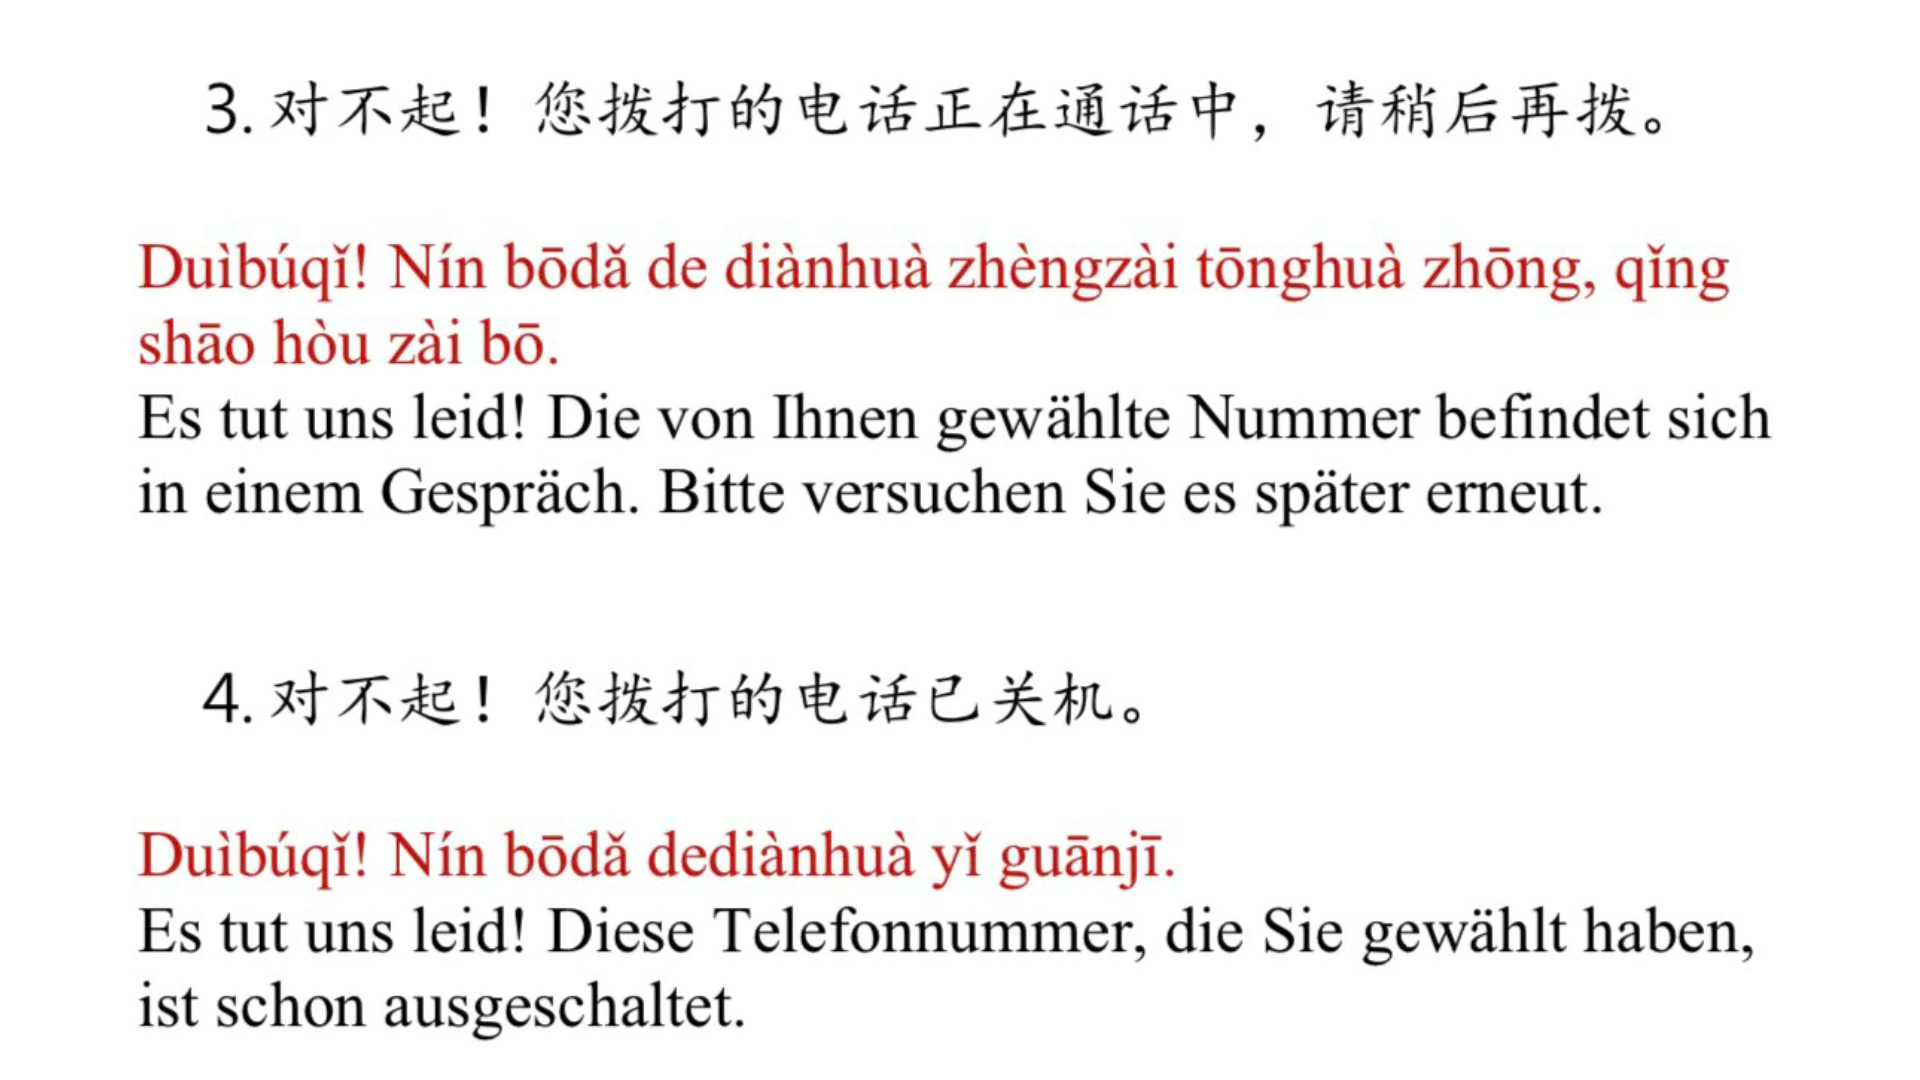 3. 对不起！您拨打的电话正在通话中，请稍后再拨。
Duìbúqǐ! Nín bōdǎ de diànhuà zhèngzài tōnghuà zhōng, qǐng
shāo hòu zài bō.
Es tut uns leid! Die von Ihnen gewählte Nummer befindet sich
in einem Gespräch. Bitte versuchen Sie es später erneut.
4. 对不起！您拨打的电话已关机。
Duìbúqǐ! Nín bōdǎ dediànhuà yǐ guānjī.
Es tut uns leid! Diese Telefonnummer, die Sie gewählt haben,
ist schon ausgeschaltet.